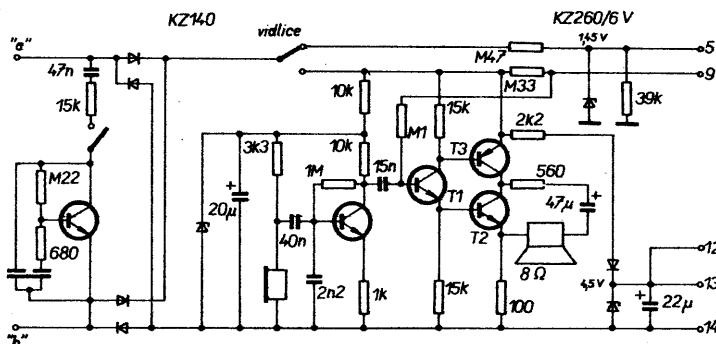 KZ140
KZ260/6 V
"a"
vidlice
M47
1,45 V
5
47n
10k
M33
9
15k
15k
39k
3k3
M1
2k2
10k
T3
M22
1M
15n
560
T1
20μ
47μ
T2
680
40n
12
8 Ω
4,5V
13
2n2
1k
15k
100
22μ
"b"
14